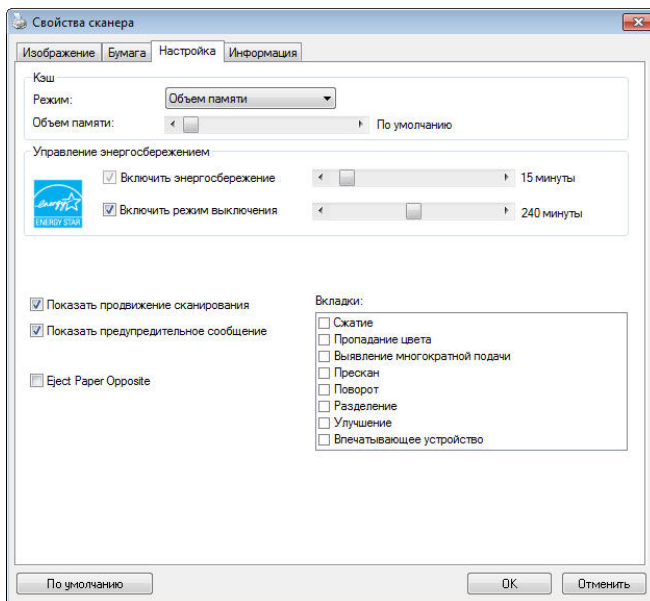 Свойства сканера
Изображение Бумага Настройка Информация
Кэш
Режим: Объем памяти
Объем памяти: По умолчанию
Управление энергосбережением
Включить энергосбережение 15 минуты
energy
ENERGY STAR
Включить режим выключения 240 минуты
Показать продвижение сканирования
Показать предупредительное сообщение
Eject Paper Opposite
Вкладки:
Сжатие
Пропадание цвета
Выявление многократной подачи
Прескан
Поворот
Разделение
Улучшение
Впечатывающее устройство
По умолчанию OK Отменить